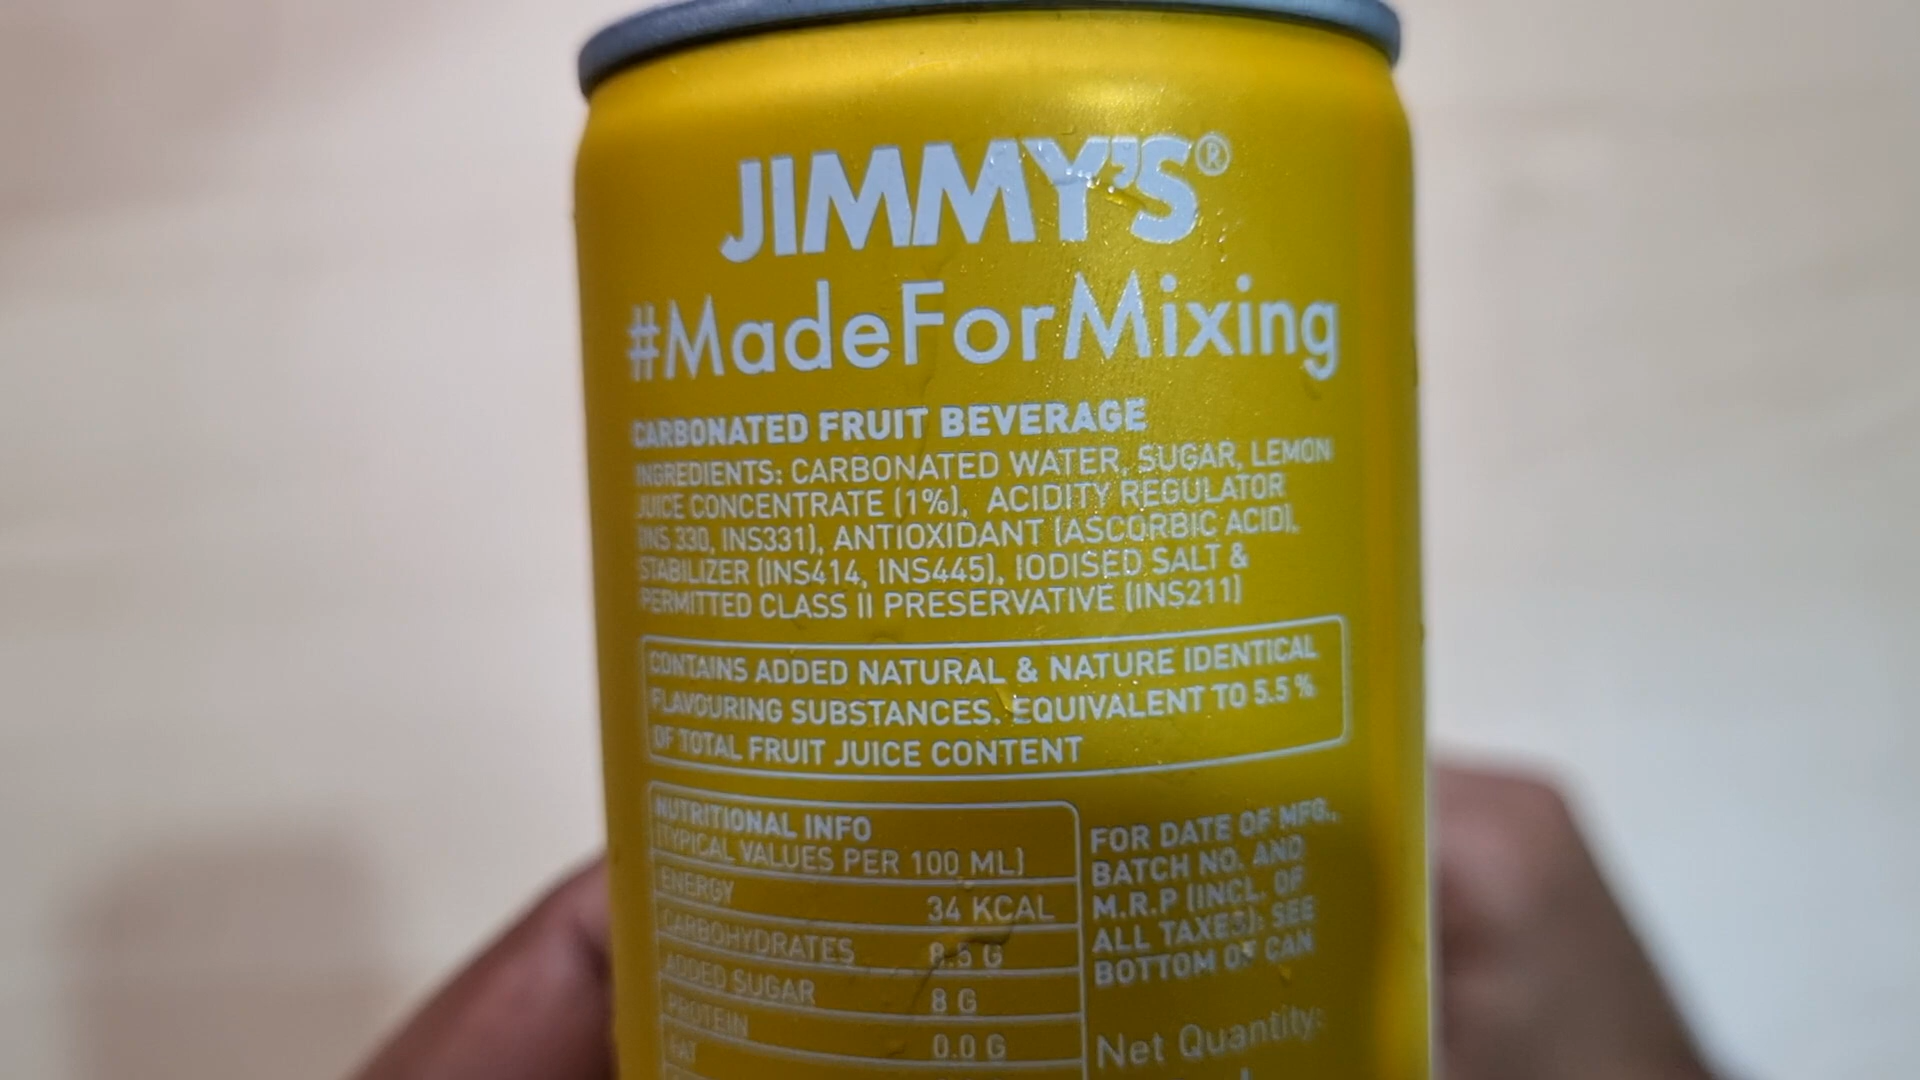 JIMMY'S®
#MadeForMixing
CARBONATED FRUIT BEVERAGE
INGREDIENTS: CARBONATED WATER, SUGAR, LEMON
JUICE CONCENTRATE (1%), ACIDITY REGULATOR
(INS 330, INS331), ANTIOXIDANT (ASCORBIC ACID),
STABILIZER (INS414, INS445), IODISED SALT &
PERMITTED CLASS II PRESERVATIVE (INS211)
CONTAINS ADDED NATURAL & NATURE IDENTICAL
FLAVOURING SUBSTANCES. EQUIVALENT TO 5.5 %
OF TOTAL FRUIT JUICE CONTENT
NUTRITIONAL INFO
(TYPICAL VALUES PER 100 ML)
ENERGY 34 KCAL
CARBOHYDRATES 8.5 G
ADDED SUGAR 8 G
PROTEIN 0.0 G
FAT
FOR DATE OF MFG.,
BATCH NO. AND
M.R.P (INCL. OF
ALL TAXES): SEE
BOTTOM OF CAN
Net Quantity: